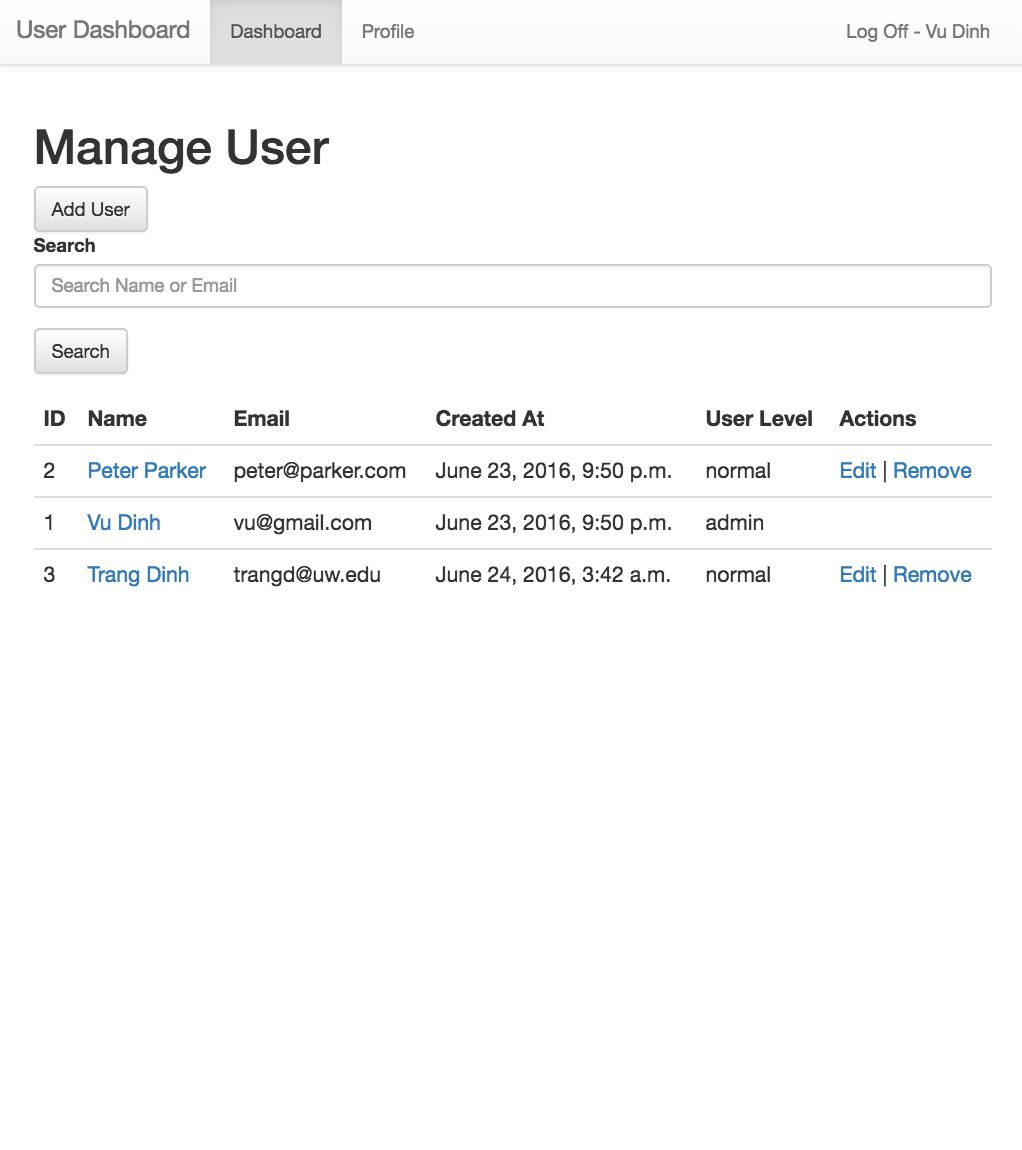 User Dashboard Dashboard Profile Log Off - Vu Dinh
Manage User
Add User
Search
Search Name or Email
Search
ID Name Email Created At User Level Actions
2 Peter Parker peter@parker.com June 23, 2016, 9:50 p.m. normal Edit | Remove
1 Vu Dinh vu@gmail.com June 23, 2016, 9:50 p.m. admin
3 Trang Dinh trangd@uw.edu June 24, 2016, 3:42 a.m. normal Edit | Remove